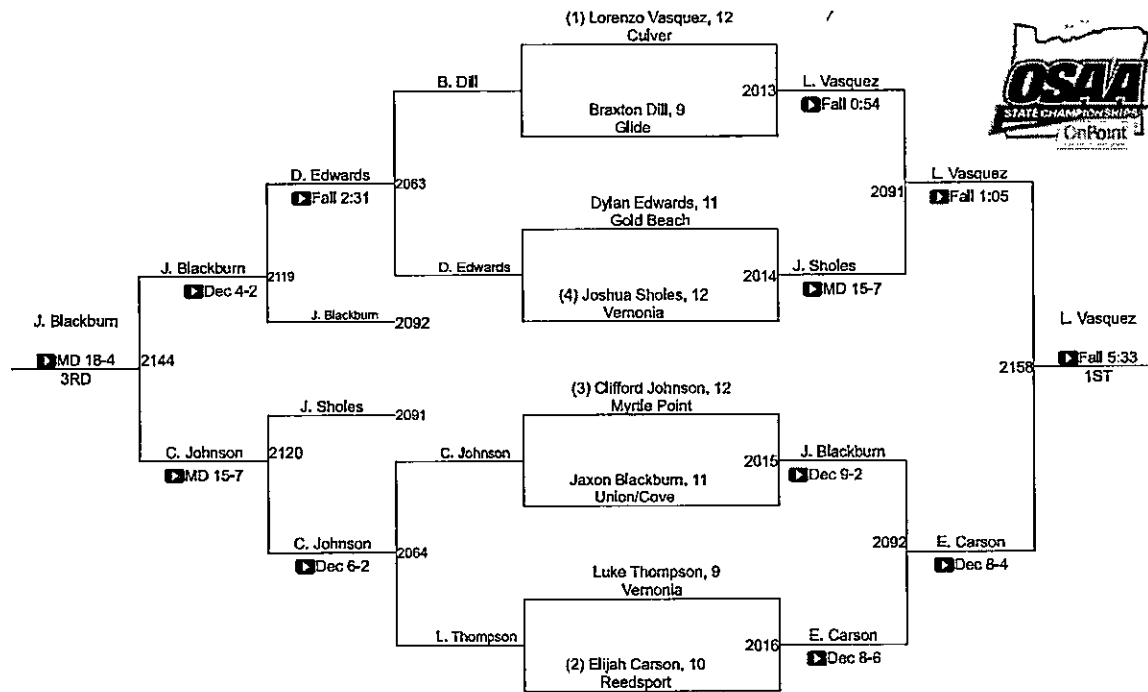 (1) Lorenzo Vasquez, 12
Culver
B. Dill
2013
L. Vasquez
Fall 0:54
Braxton Dill, 9
Glide
OSAA
STATE CHAMPIONSHIPS
OnPoint
D. Edwards
2063
Fall 2:31
L. Vasquez
2091
Fall 1:05
Dylan Edwards, 11
Gold Beach
J. Blackburn
2119
Dec 4-2
D. Edwards
2014
J. Sholes
MD 15-7
(4) Joshua Sholes, 12
Vernonia
J. Blackburn
2092
J. Blackburn
MD 18-4
2144
3RD
L. Vasquez
2158
Fall 5:33
1ST
(3) Clifford Johnson, 12
Myrtle Point
J. Sholes
2091
C. Johnson
2120
MD 15-7
C. Johnson
2015
J. Blackburn
Dec 9-2
Jaxon Blackburn, 11
Union/Cove
C. Johnson
2064
Dec 6-2
2092
E. Carson
Dec 8-4
Luke Thompson, 9
Vernonia
L. Thompson
2016
E. Carson
Dec 8-6
(2) Elijah Carson, 10
Reedsport